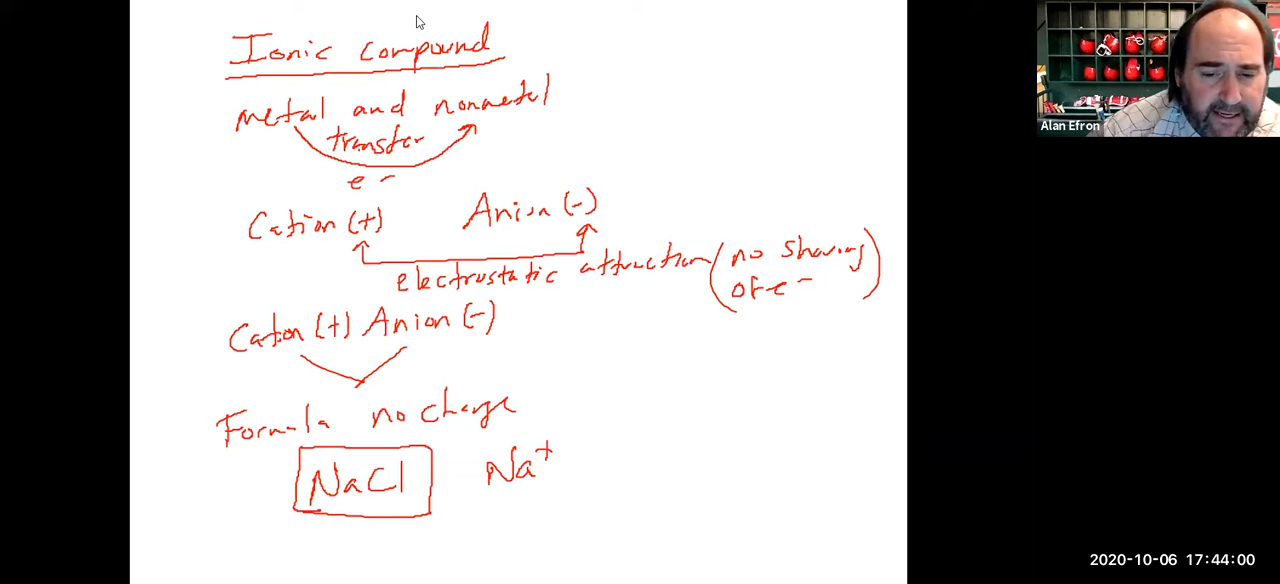 Ionic compound
metal and nonmetal
transfer
e-
Cation (+) Anion (-)
electrostatic attraction (no sharing
of e-)
Cation (+) Anion (-)
Formula no charge
NaCl Na+
Alan Efron
2020-10-06 17:44:00